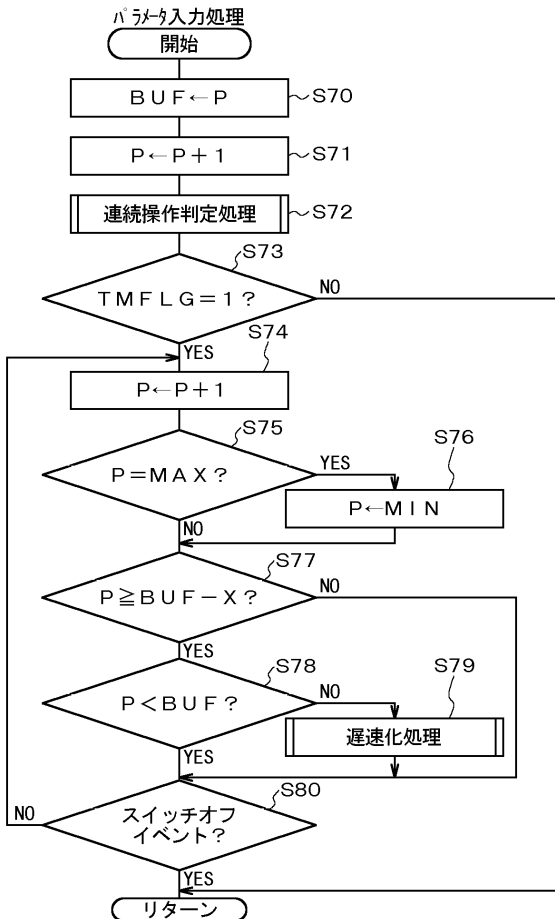 パラメータ入力処理
開始
BUF←P
S70
P←P+1
S71
連続操作判定処理
S72
S73
TMFLG=1?
NO
YES
S74
P←P+1
S75
P=MAX?
YES
S76
P←MIN
NO
S77
P≧BUF−X?
NO
YES
S78
P<BUF?
NO
S79
遅速化処理
YES
S80
スイッチオフ
イベント?
NO
YES
リターン